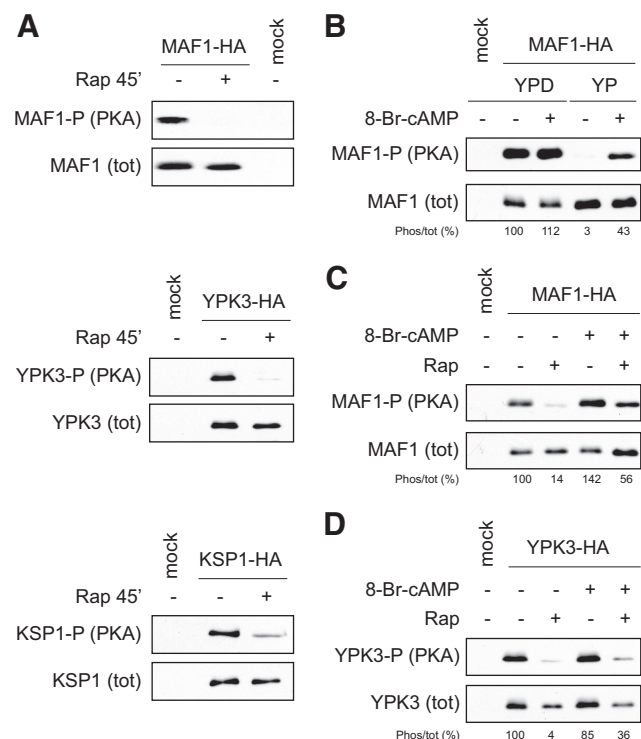 A
MAF1-HA
mock
Rap 45'
- + -
MAF1-P (PKA)
MAF1 (tot)
mock
YPK3-HA
Rap 45'
- - +
YPK3-P (PKA)
YPK3 (tot)
mock
KSP1-HA
Rap 45'
- - +
KSP1-P (PKA)
KSP1 (tot)
B
mock
MAF1-HA
YPD YP
8-Br-cAMP
- - + - +
MAF1-P (PKA)
MAF1 (tot)
Phos/tot (%) 100 112 3 43
C
mock
MAF1-HA
8-Br-cAMP - - - + +
Rap - - + - +
MAF1-P (PKA)
MAF1 (tot)
Phos/tot (%) 100 14 142 56
D
mock
YPK3-HA
8-Br-cAMP - - - + +
Rap - - + - +
YPK3-P (PKA)
YPK3 (tot)
Phos/tot (%) 100 4 85 36